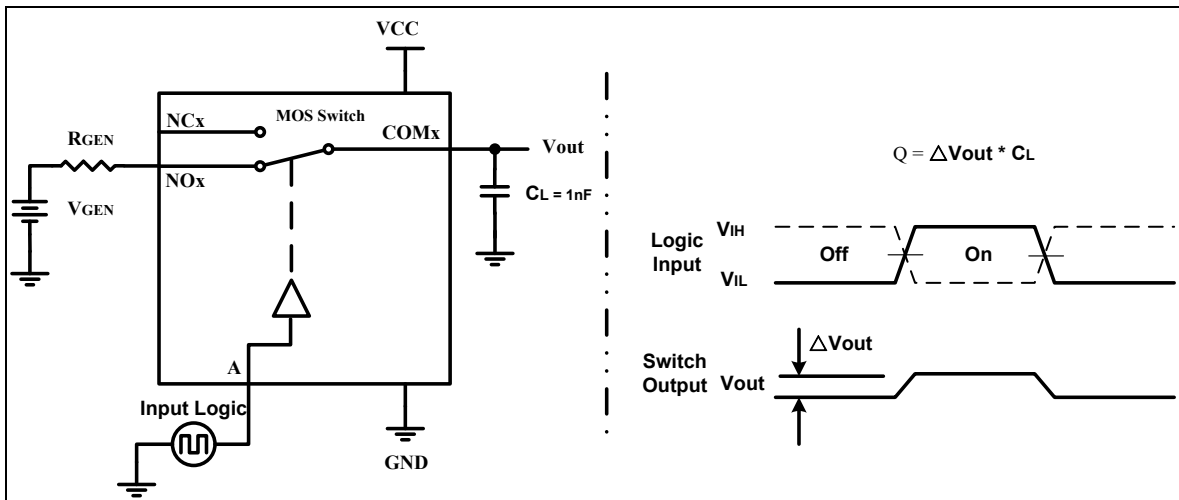 VCC
NCx
MOS Switch
COMx
RGEN
NOx
Vout
VGEN
CL = 1nF
A
Input Logic
GND
Q = △Vout * CL
Logic
Input
VIH
VIL
Off
On
△Vout
Switch
Output
Vout